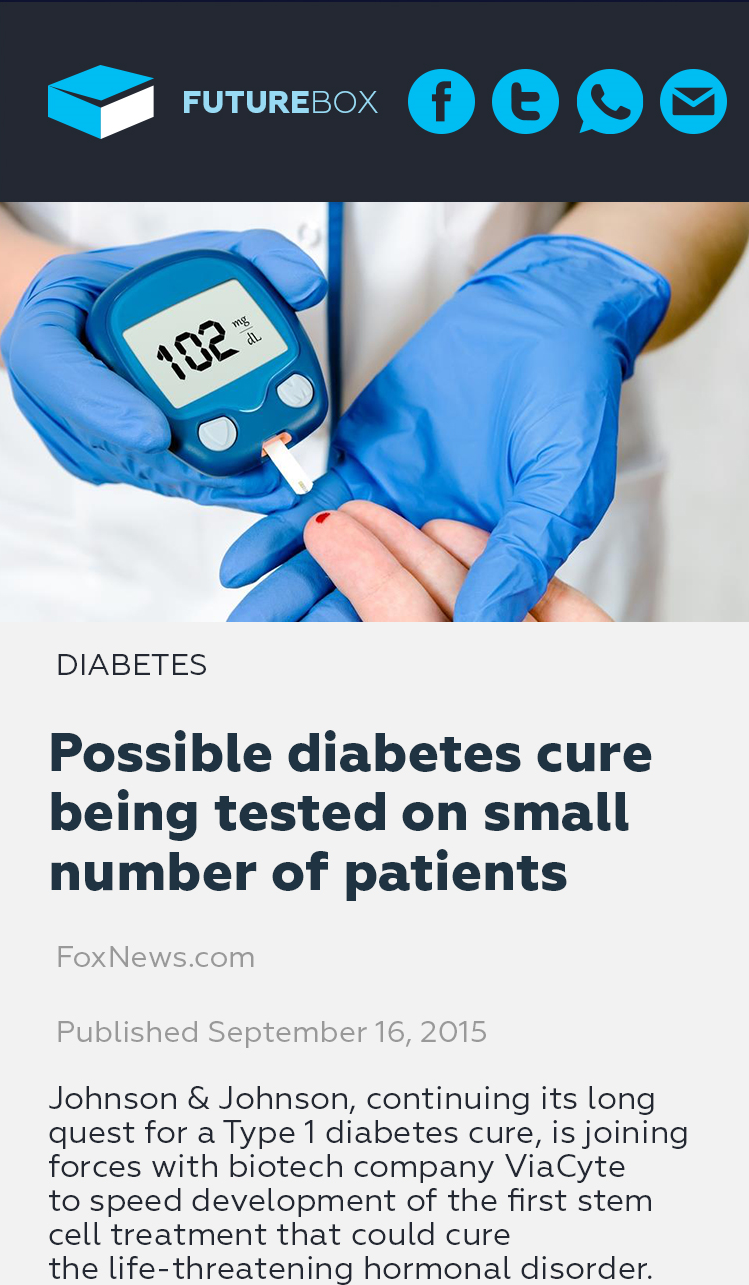 FUTUREBOX
102 mg/dL
DIABETES
Possible diabetes cure
being tested on small
number of patients
FoxNews.com
Published September 16, 2015
Johnson & Johnson, continuing its long
quest for a Type 1 diabetes cure, is joining
forces with biotech company ViaCyte
to speed development of the first stem
cell treatment that could cure
the life-threatening hormonal disorder.